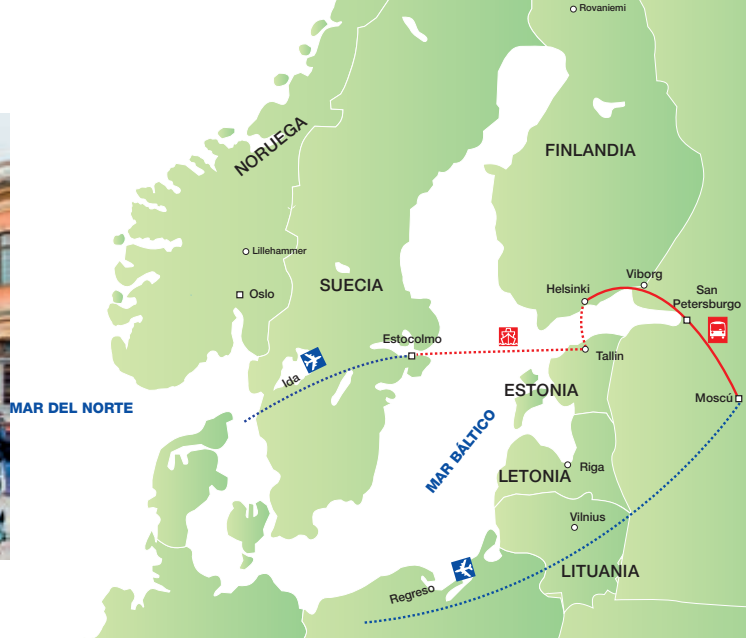 Rovaniemi
NORUEGA
FINLANDIA
Lillehammer
SUECIA
Oslo
Helsinki
Viborg
San
Petersburgo
Estocolmo
Tallin
Ida
ESTONIA
Moscú
MAR DEL NORTE
MAR BÁLTICO
LETONIA
Riga
Vilnius
LITUANIA
Regreso